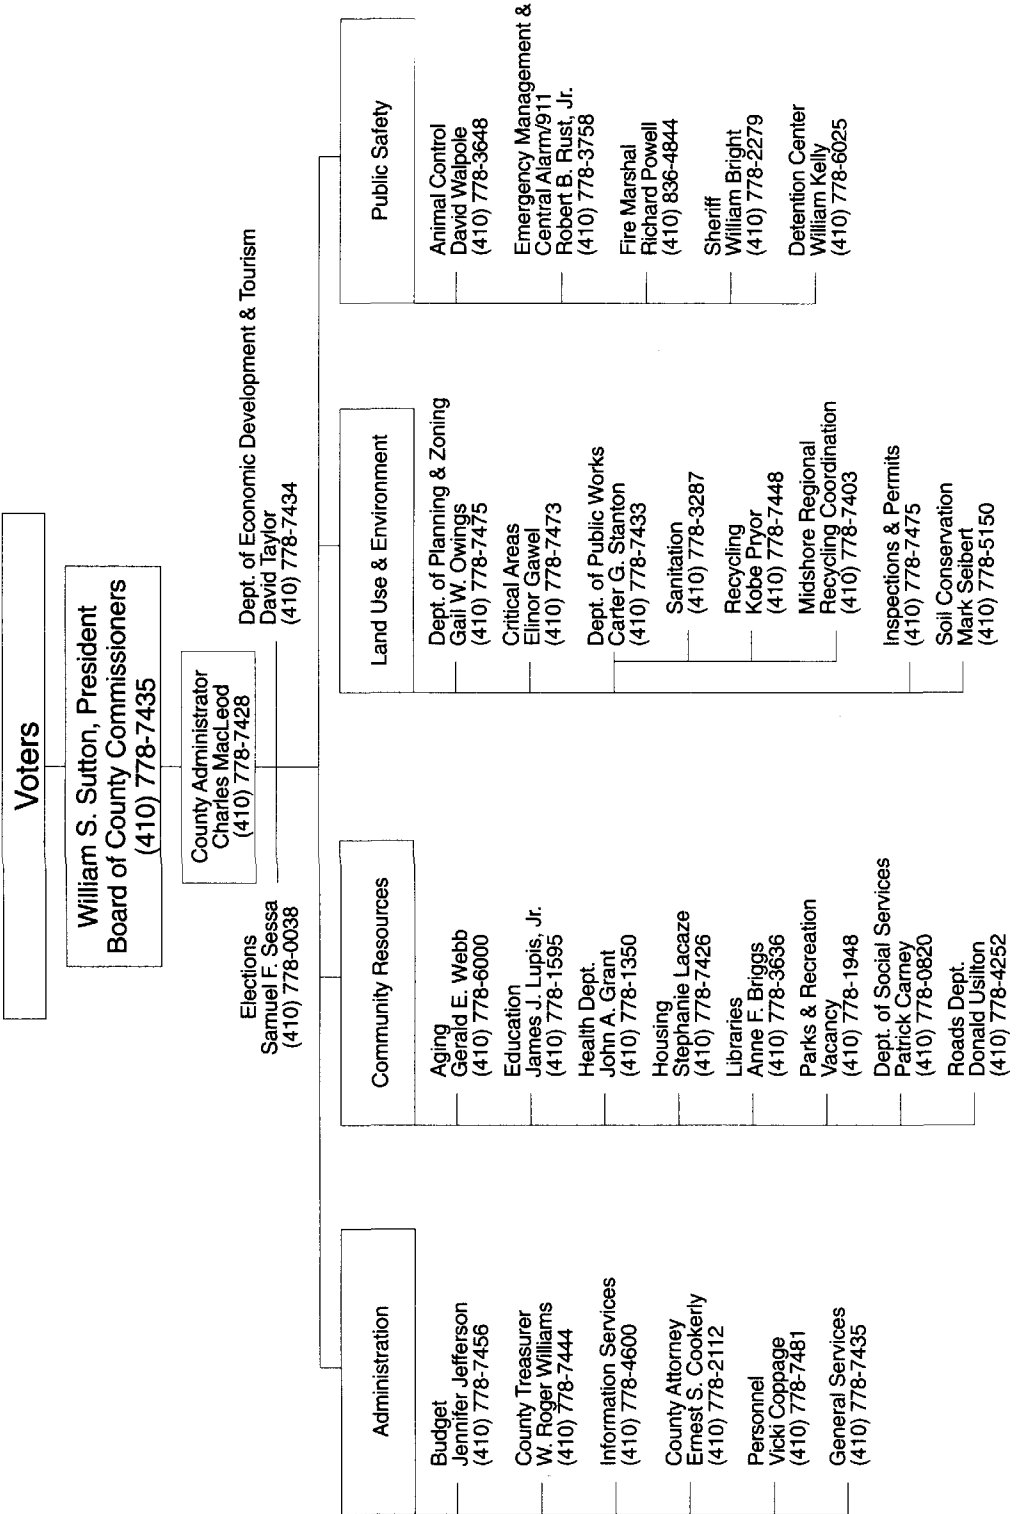 Voters
William S. Sutton, President
Board of County Commissioners
(410) 778-7435
County Administrator
Charles MacLeod
(410) 778-7428
Elections
Samuel F. Sessa
(410) 778-0038
Dept. of Economic Development & Tourism
David Taylor
(410) 778-7434
Administration
Budget
Jennifer Jefferson
(410) 778-7456
County Treasurer
W. Roger Williams
(410) 778-7444
Information Services
(410) 778-4600
County Attorney
Ernest S. Cookerly
(410) 778-2112
Personnel
Vicki Coppage
(410) 778-7481
General Services
(410) 778-7435
Community Resources
Aging
Gerald E. Webb
(410) 778-6000
Education
James J. Lupis, Jr.
(410) 778-1595
Health Dept.
John A. Grant
(410) 778-1350
Housing
Stephanie Lacaze
(410) 778-7426
Libraries
Anne F. Briggs
(410) 778-3636
Parks & Recreation
Vacancy
(410) 778-1948
Dept. of Social Services
Patrick Carney
(410) 778-0820
Roads Dept.
Donald Usilton
(410) 778-4252
Land Use & Environment
Dept. of Planning & Zoning
Gail W. Owings
(410) 778-7475
Critical Areas
Elinor Gawel
(410) 778-7473
Dept. of Public Works
Carter G. Stanton
(410) 778-7433
Sanitation
(410) 778-3287
Recycling
Kobe Pryor
(410) 778-7448
Midshore Regional
Recycling Coordination
(410) 778-7403
Inspections & Permits
(410) 778-7475
Soil Conservation
Mark Seibert
(410) 778-5150
Public Safety
Animal Control
David Walpole
(410) 778-3648
Emergency Management &
Central Alarm/911
Robert B. Rust, Jr.
(410) 778-3758
Fire Marshal
Richard Powell
(410) 836-4844
Sheriff
William Bright
(410) 778-2279
Detention Center
William Kelly
(410) 778-6025